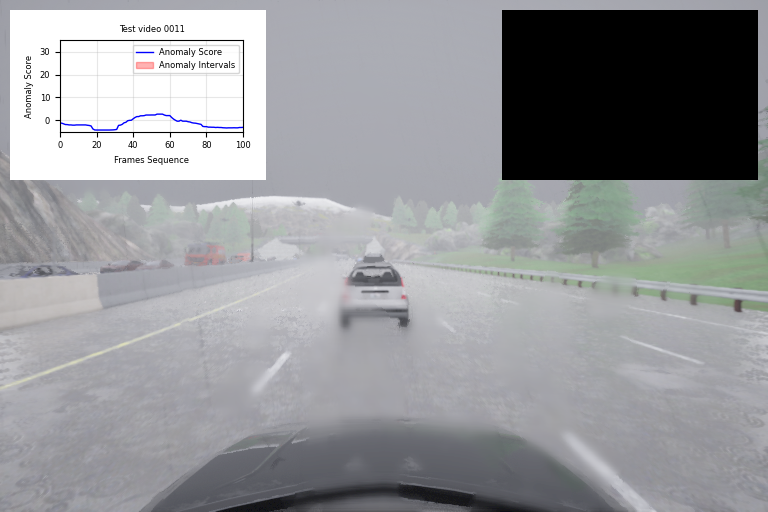 Test video 0011
Anomaly Score
30
20
10
0
Anomaly Score
Anomaly Intervals
0 20 40 60 80 100
Frames Sequence